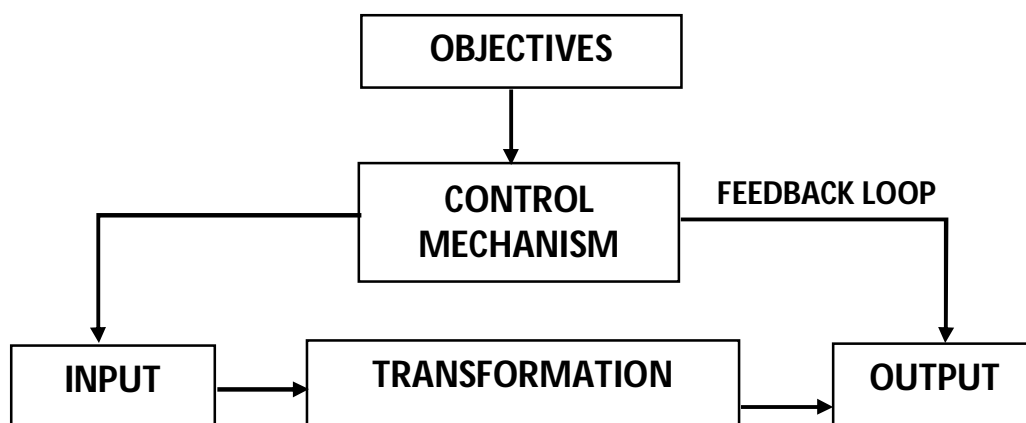 OBJECTIVES
CONTROL
MECHANISM
FEEDBACK LOOP
INPUT
TRANSFORMATION
OUTPUT